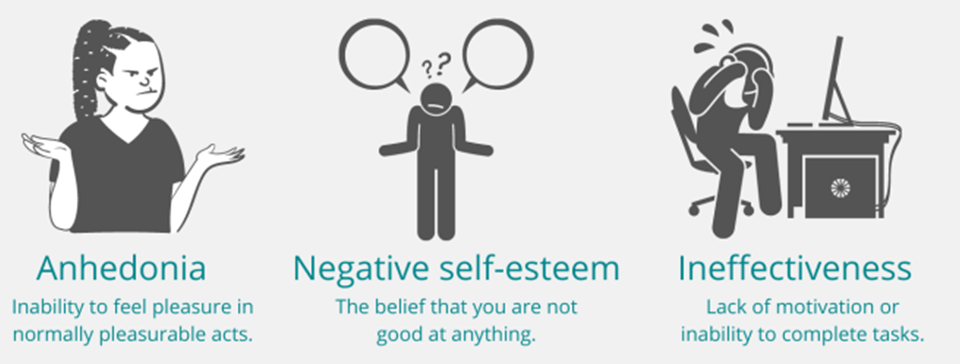 ? ?
Anhedonia
Inability to feel pleasure in
normally pleasurable acts.
Negative self-esteem
The belief that you are not
good at anything.
Ineffectiveness
Lack of motivation or
inability to complete tasks.